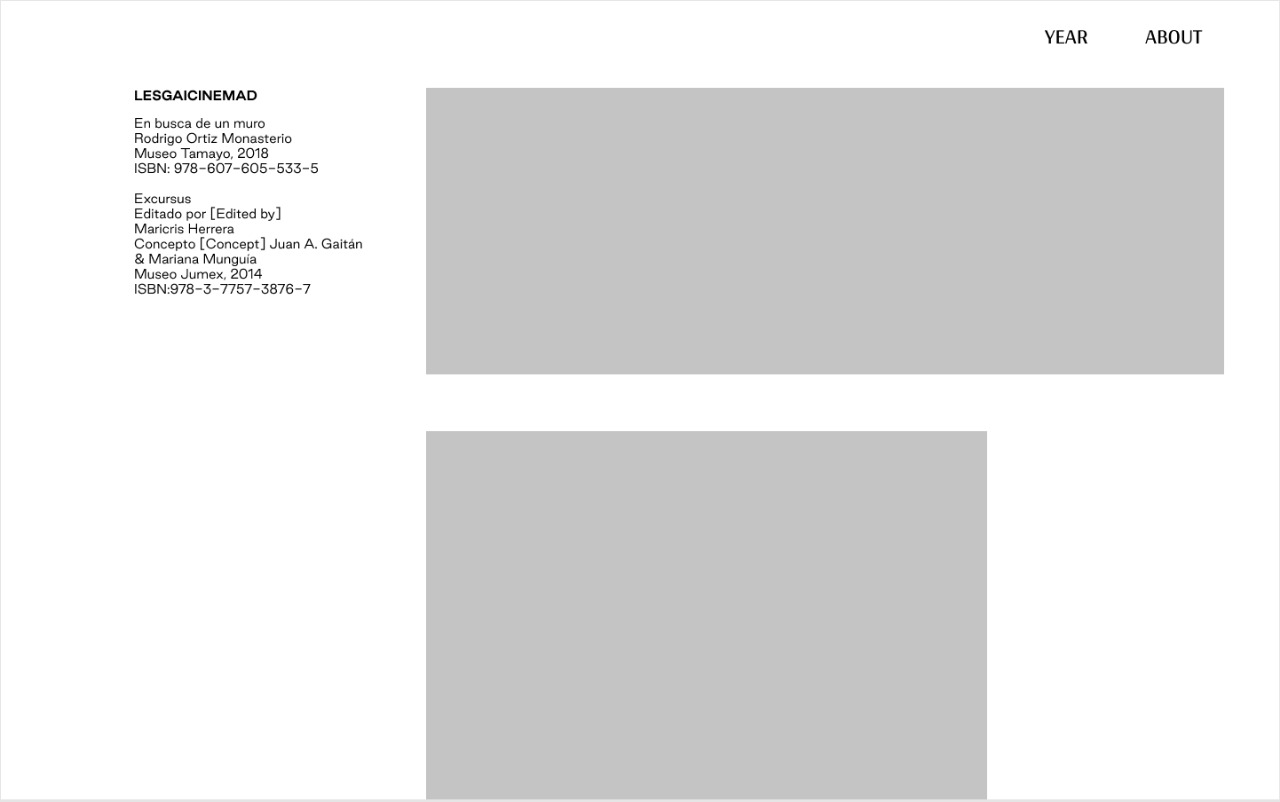 YEAR ABOUT
LESGAICINEMAD
En busca de un muro
Rodrigo Ortiz Monasterio
Museo Tamayo, 2018
ISBN: 978-607-605-533-5
Excursus
Editado por [Edited by]
Maricris Herrera
Concepto [Concept] Juan A. Gaitán
& Mariana Munguía
Museo Jumex, 2014
ISBN:978-3-7757-3876-7